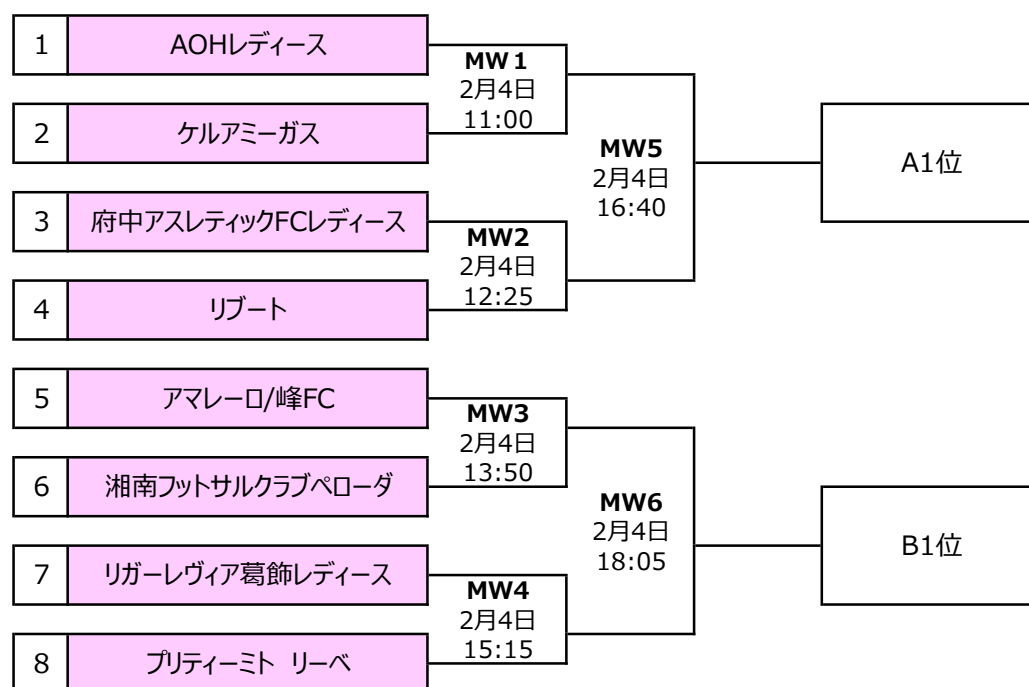 1 AOHレディース
MW１
2月4日
11:00
2 ケルアミーガス
MW5
2月4日
16:40
A1位
3 府中アスレティックFCレディース
MW2
2月4日
12:25
4 リブート
5 アマレーロ/峰FC
MW3
2月4日
13:50
6 湘南フットサルクラブペローダ
MW6
2月4日
18:05
B1位
7 リガーレヴィア葛飾レディース
MW4
2月4日
15:15
8 プリティーミト　リーベ